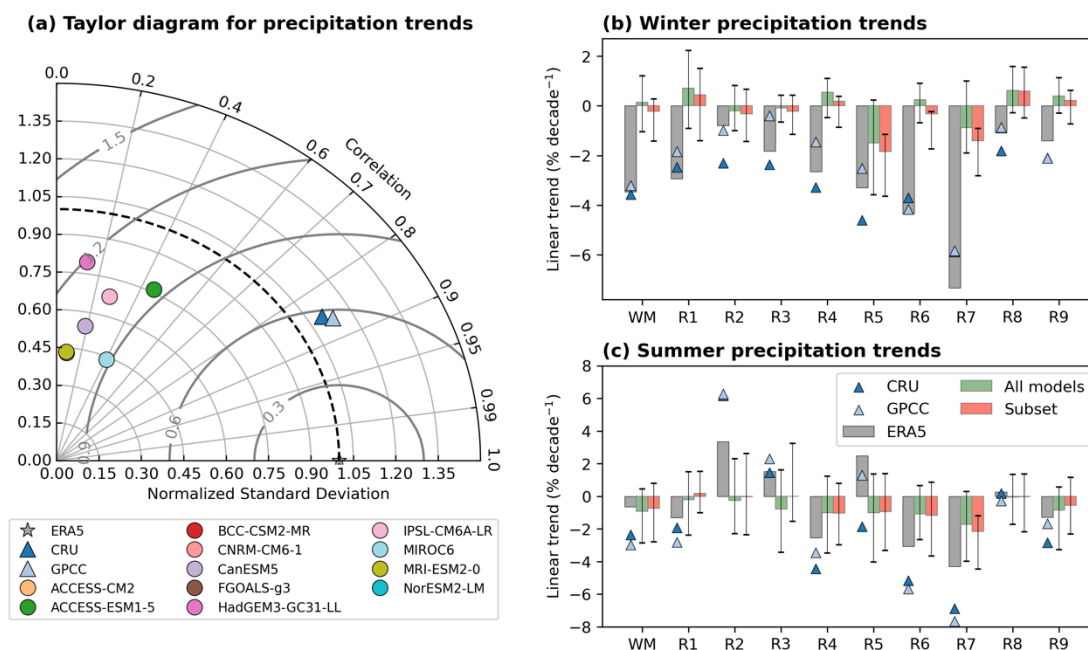 (a) Taylor diagram for precipitation trends
0.0
0.2
0.4
0.6
0.7
0.8
0.9
0.95
0.99
1.0
Correlation
1.35
1.20
1.05
0.90
0.75
0.60
0.45
0.30
0.15
0.00
1.5
1.2
0.9
0.6
0.3
0.00 0.15 0.30 0.45 0.60 0.75 0.90 1.05 1.20 1.35
Normalized Standard Deviation
ERA5
CRU
GPCC
ACCESS-CM2
ACCESS-ESM1-5
BCC-CSM2-MR
CNRM-CM6-1
CanESM5
FGOALS-g3
HadGEM3-GC31-LL
IPSL-CM6A-LR
MIROC6
MRI-ESM2-0
NorESM2-LM
(b) Winter precipitation trends
Linear trend (% decade⁻¹)
2
0
−2
−4
−6
WM R1 R2 R3 R4 R5 R6 R7 R8 R9
(c) Summer precipitation trends
Linear trend (% decade⁻¹)
8
6
4
2
0
−2
−4
−6
−8
CRU
GPCC
ERA5
All models
Subset
WM R1 R2 R3 R4 R5 R6 R7 R8 R9